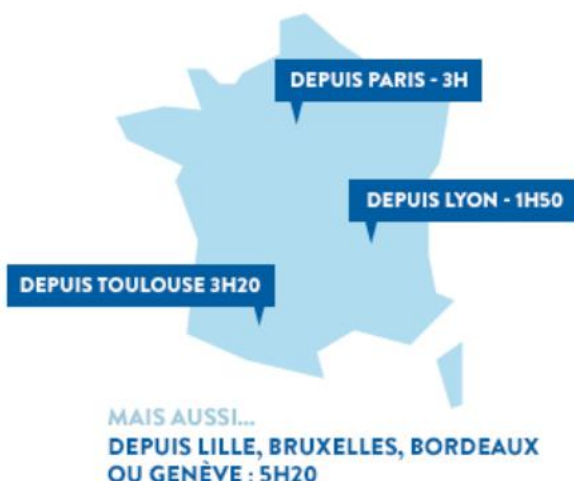 DEPUIS PARIS - 3H
DEPUIS LYON - 1H50
DEPUIS TOULOUSE 3H20
MAIS AUSSI...
DEPUIS LILLE, BRUXELLES, BORDEAUX
OU GENÈVE : 5H20